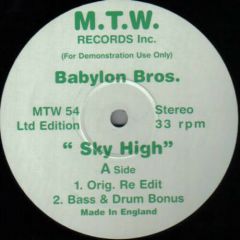 M.T.W.
RECORDS Inc.
(For Demonstration Use Only)
Babylon Bros.
MTW 54 Stereo
Ltd Edition 33 rpm
“ Sky High”
A Side
1. Orig. Re Edit
2. Bass & Drum Bonus
Made In England